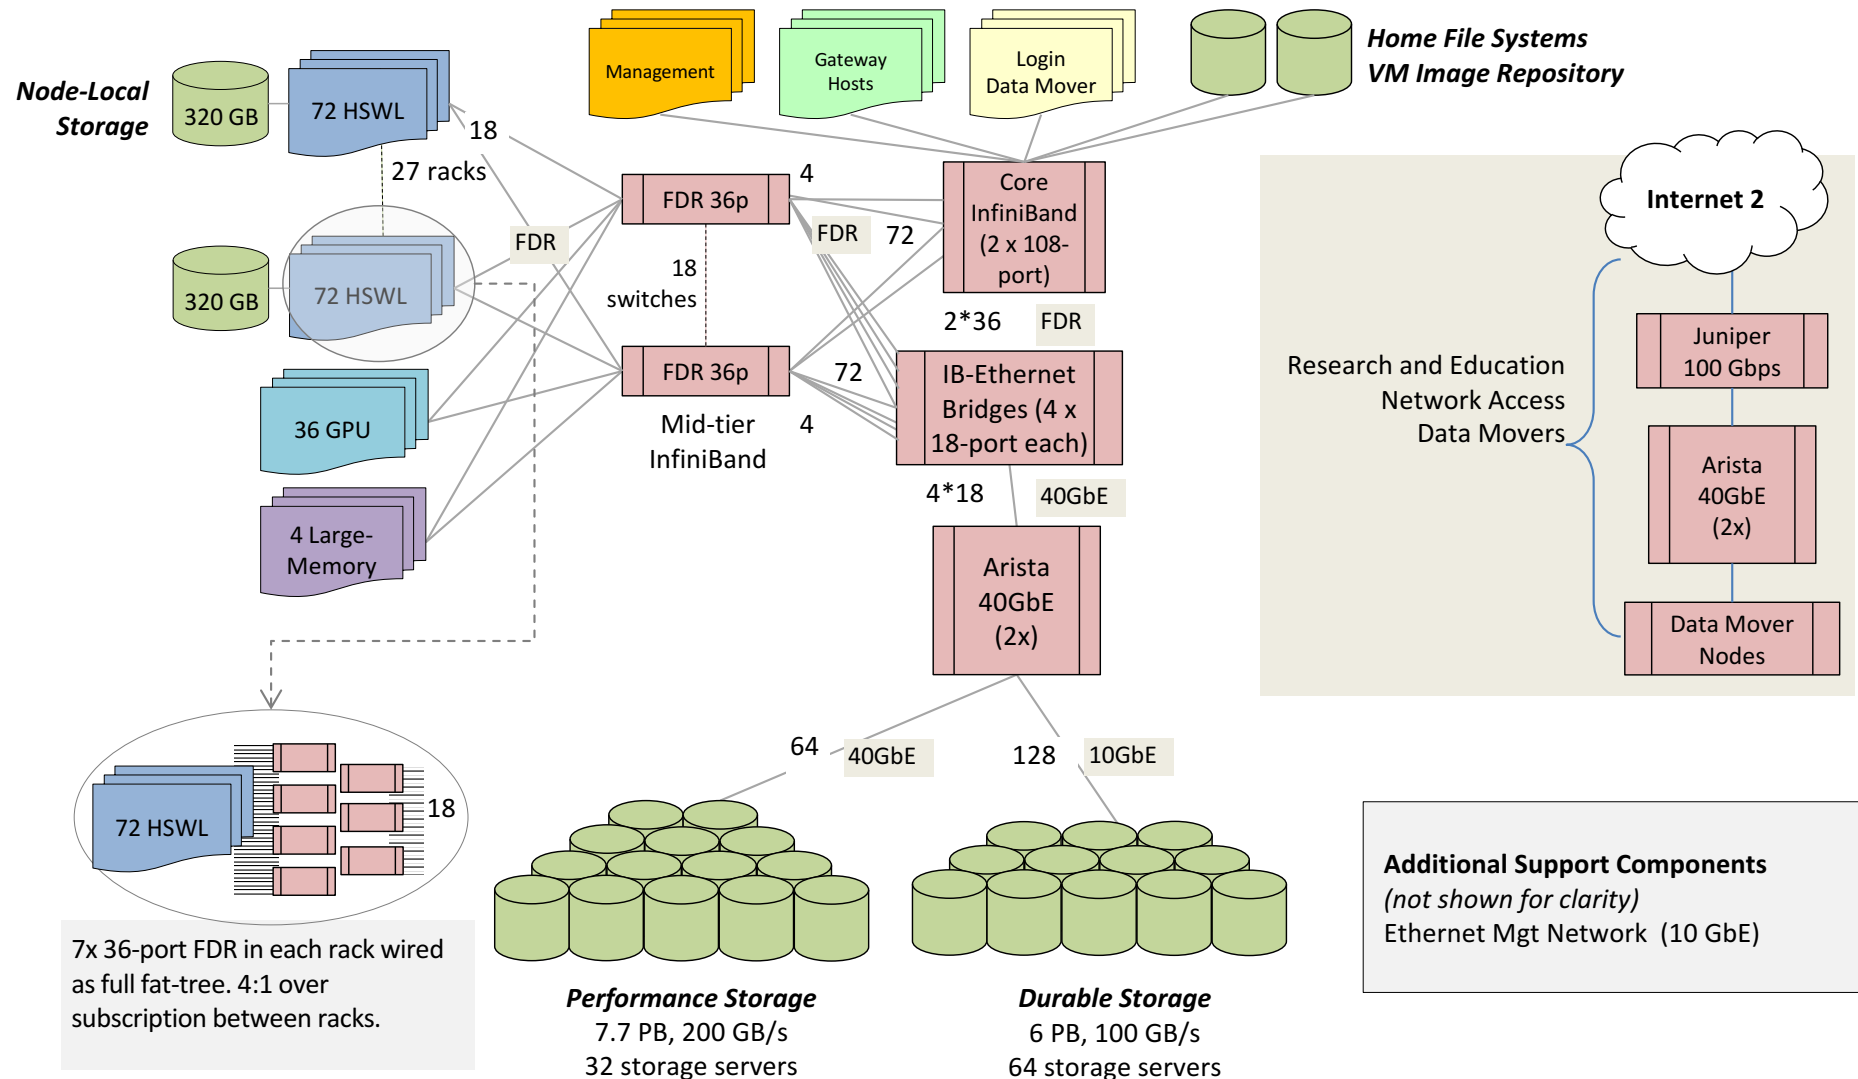 Node-Local
Storage
320 GB
72 HSWL
18
27 racks
320 GB
72 HSWL
FDR
36 GPU
4 Large-
Memory
Management
Gateway
Hosts
Login
Data Mover
Home File Systems
VM Image Repository
FDR 36p
4
FDR
72
18
switches
FDR 36p
72
4
Mid-tier
InfiniBand
Core
InfiniBand
(2 x 108-
port)
2*36
FDR
IB-Ethernet
Bridges (4 x
18-port each)
4*18
40GbE
Arista
40GbE
(2x)
64
40GbE
128
10GbE
Internet 2
Juniper
100 Gbps
Research and Education
Network Access
Data Movers
Arista
40GbE
(2x)
Data Mover
Nodes
72 HSWL
18
7x 36-port FDR in each rack wired
as full fat-tree. 4:1 over
subscription between racks.
Performance Storage
7.7 PB, 200 GB/s
32 storage servers
Durable Storage
6 PB, 100 GB/s
64 storage servers
Additional Support Components
(not shown for clarity)
Ethernet Mgt Network (10 GbE)